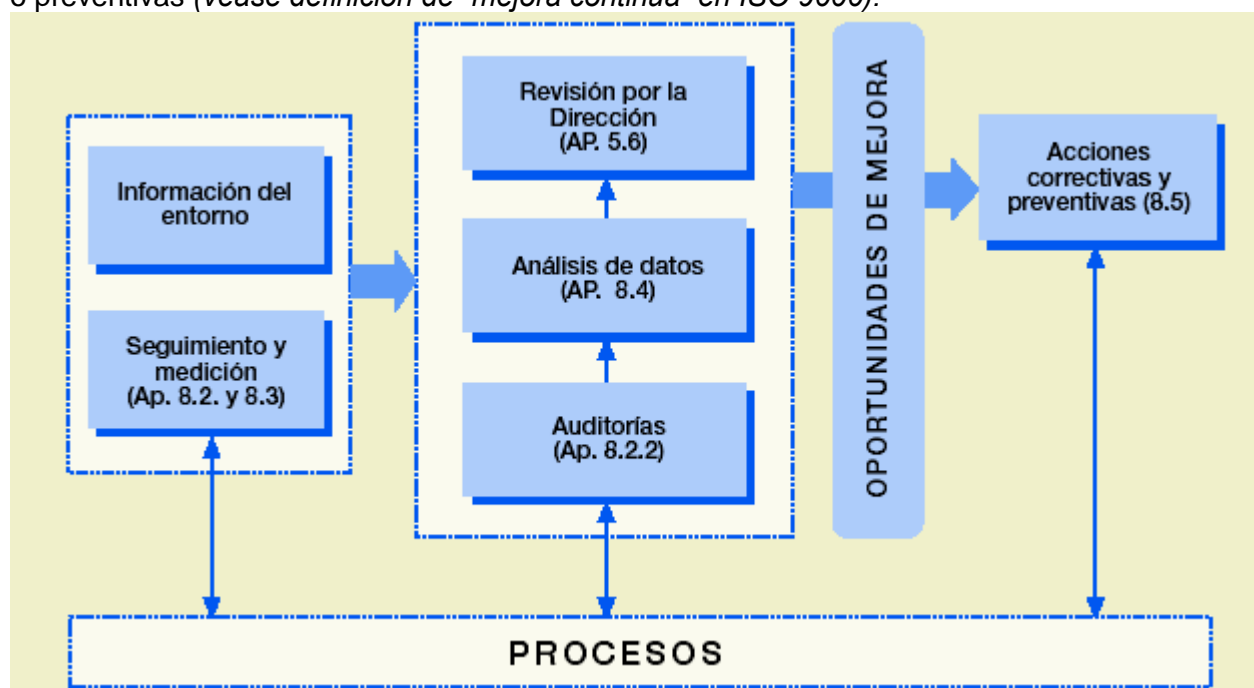 o preventivas (véase definición de "mejora continua" en ISO 9000).
Información del
entorno
Seguimiento y
medición
(Ap. 8.2. y 8.3)
Revisión por la
Dirección
(AP. 5.6)
Análisis de datos
(AP. 8.4)
Auditorías
(Ap. 8.2.2)
OPORTUNIDADES DE MEJORA
Acciones
correctivas y
preventivas (8.5)
PROCESOS